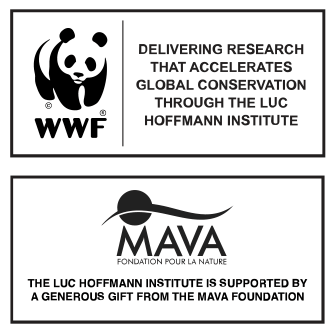 DELIVERING RESEARCH
THAT ACCELERATES
GLOBAL CONSERVATION
THROUGH THE LUC
HOFFMANN INSTITUTE
©
®
WWF
MAVA
FONDATION POUR LA NATURE
THE LUC HOFFMANN INSTITUTE IS SUPPORTED BY
A GENEROUS GIFT FROM THE MAVA FOUNDATION